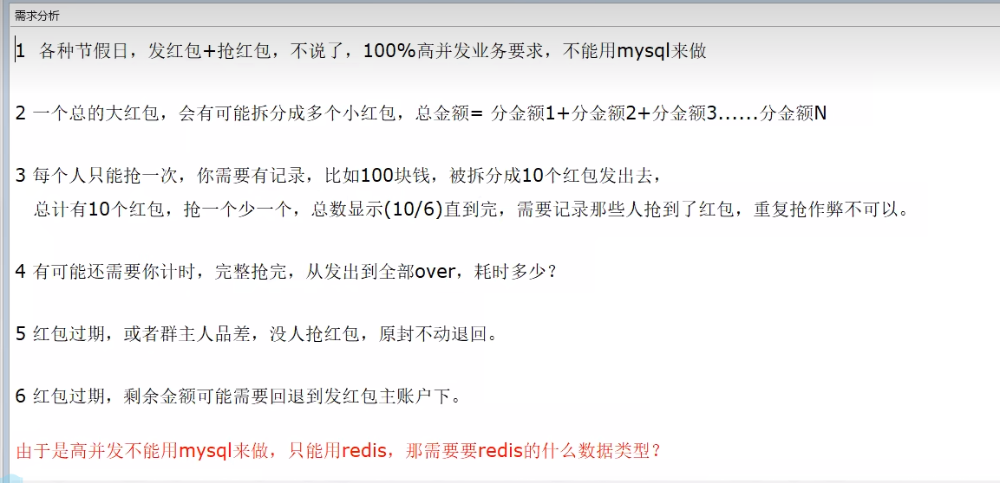 需求分析
1 各种节假日，发红包+抢红包，不说了，100%高并发业务要求，不能用mysql来做
2 一个总的大红包，会有可能拆分成多个小红包，总金额= 分金额1+分金额2+分金额3......分金额N
3 每个人只能抢一次，你需要有记录，比如100块钱，被拆分成10个红包发出去，
总计有10个红包，抢一个少一个，总数显示(10/6)直到完，需要记录那些人抢到了红包，重复抢作弊不可以。
4 有可能还需要你计时，完整抢完，从发出到全部over，耗时多少？
5 红包过期，或者群主人品差，没人抢红包，原封不动退回。
6 红包过期，剩余金额可能需要回退到发红包主账户下。
由于是高并发不能用mysql来做，只能用redis，那需要要redis的什么数据类型？